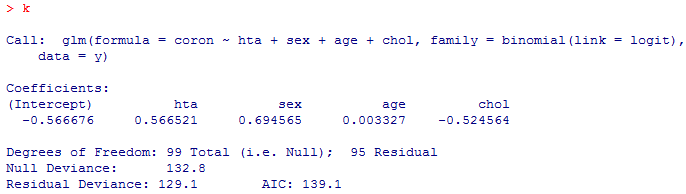 > k
Call:  glm(formula = coron ~ hta + sex + age + chol, family = binomial(link = logit),
    data = y)
Coefficients:
(Intercept)          hta          sex          age         chol
  -0.566676     0.566521     0.694565     0.003327    -0.524564
Degrees of Freedom: 99 Total (i.e. Null);  95 Residual
Null Deviance:      132.8
Residual Deviance: 129.1        AIC: 139.1